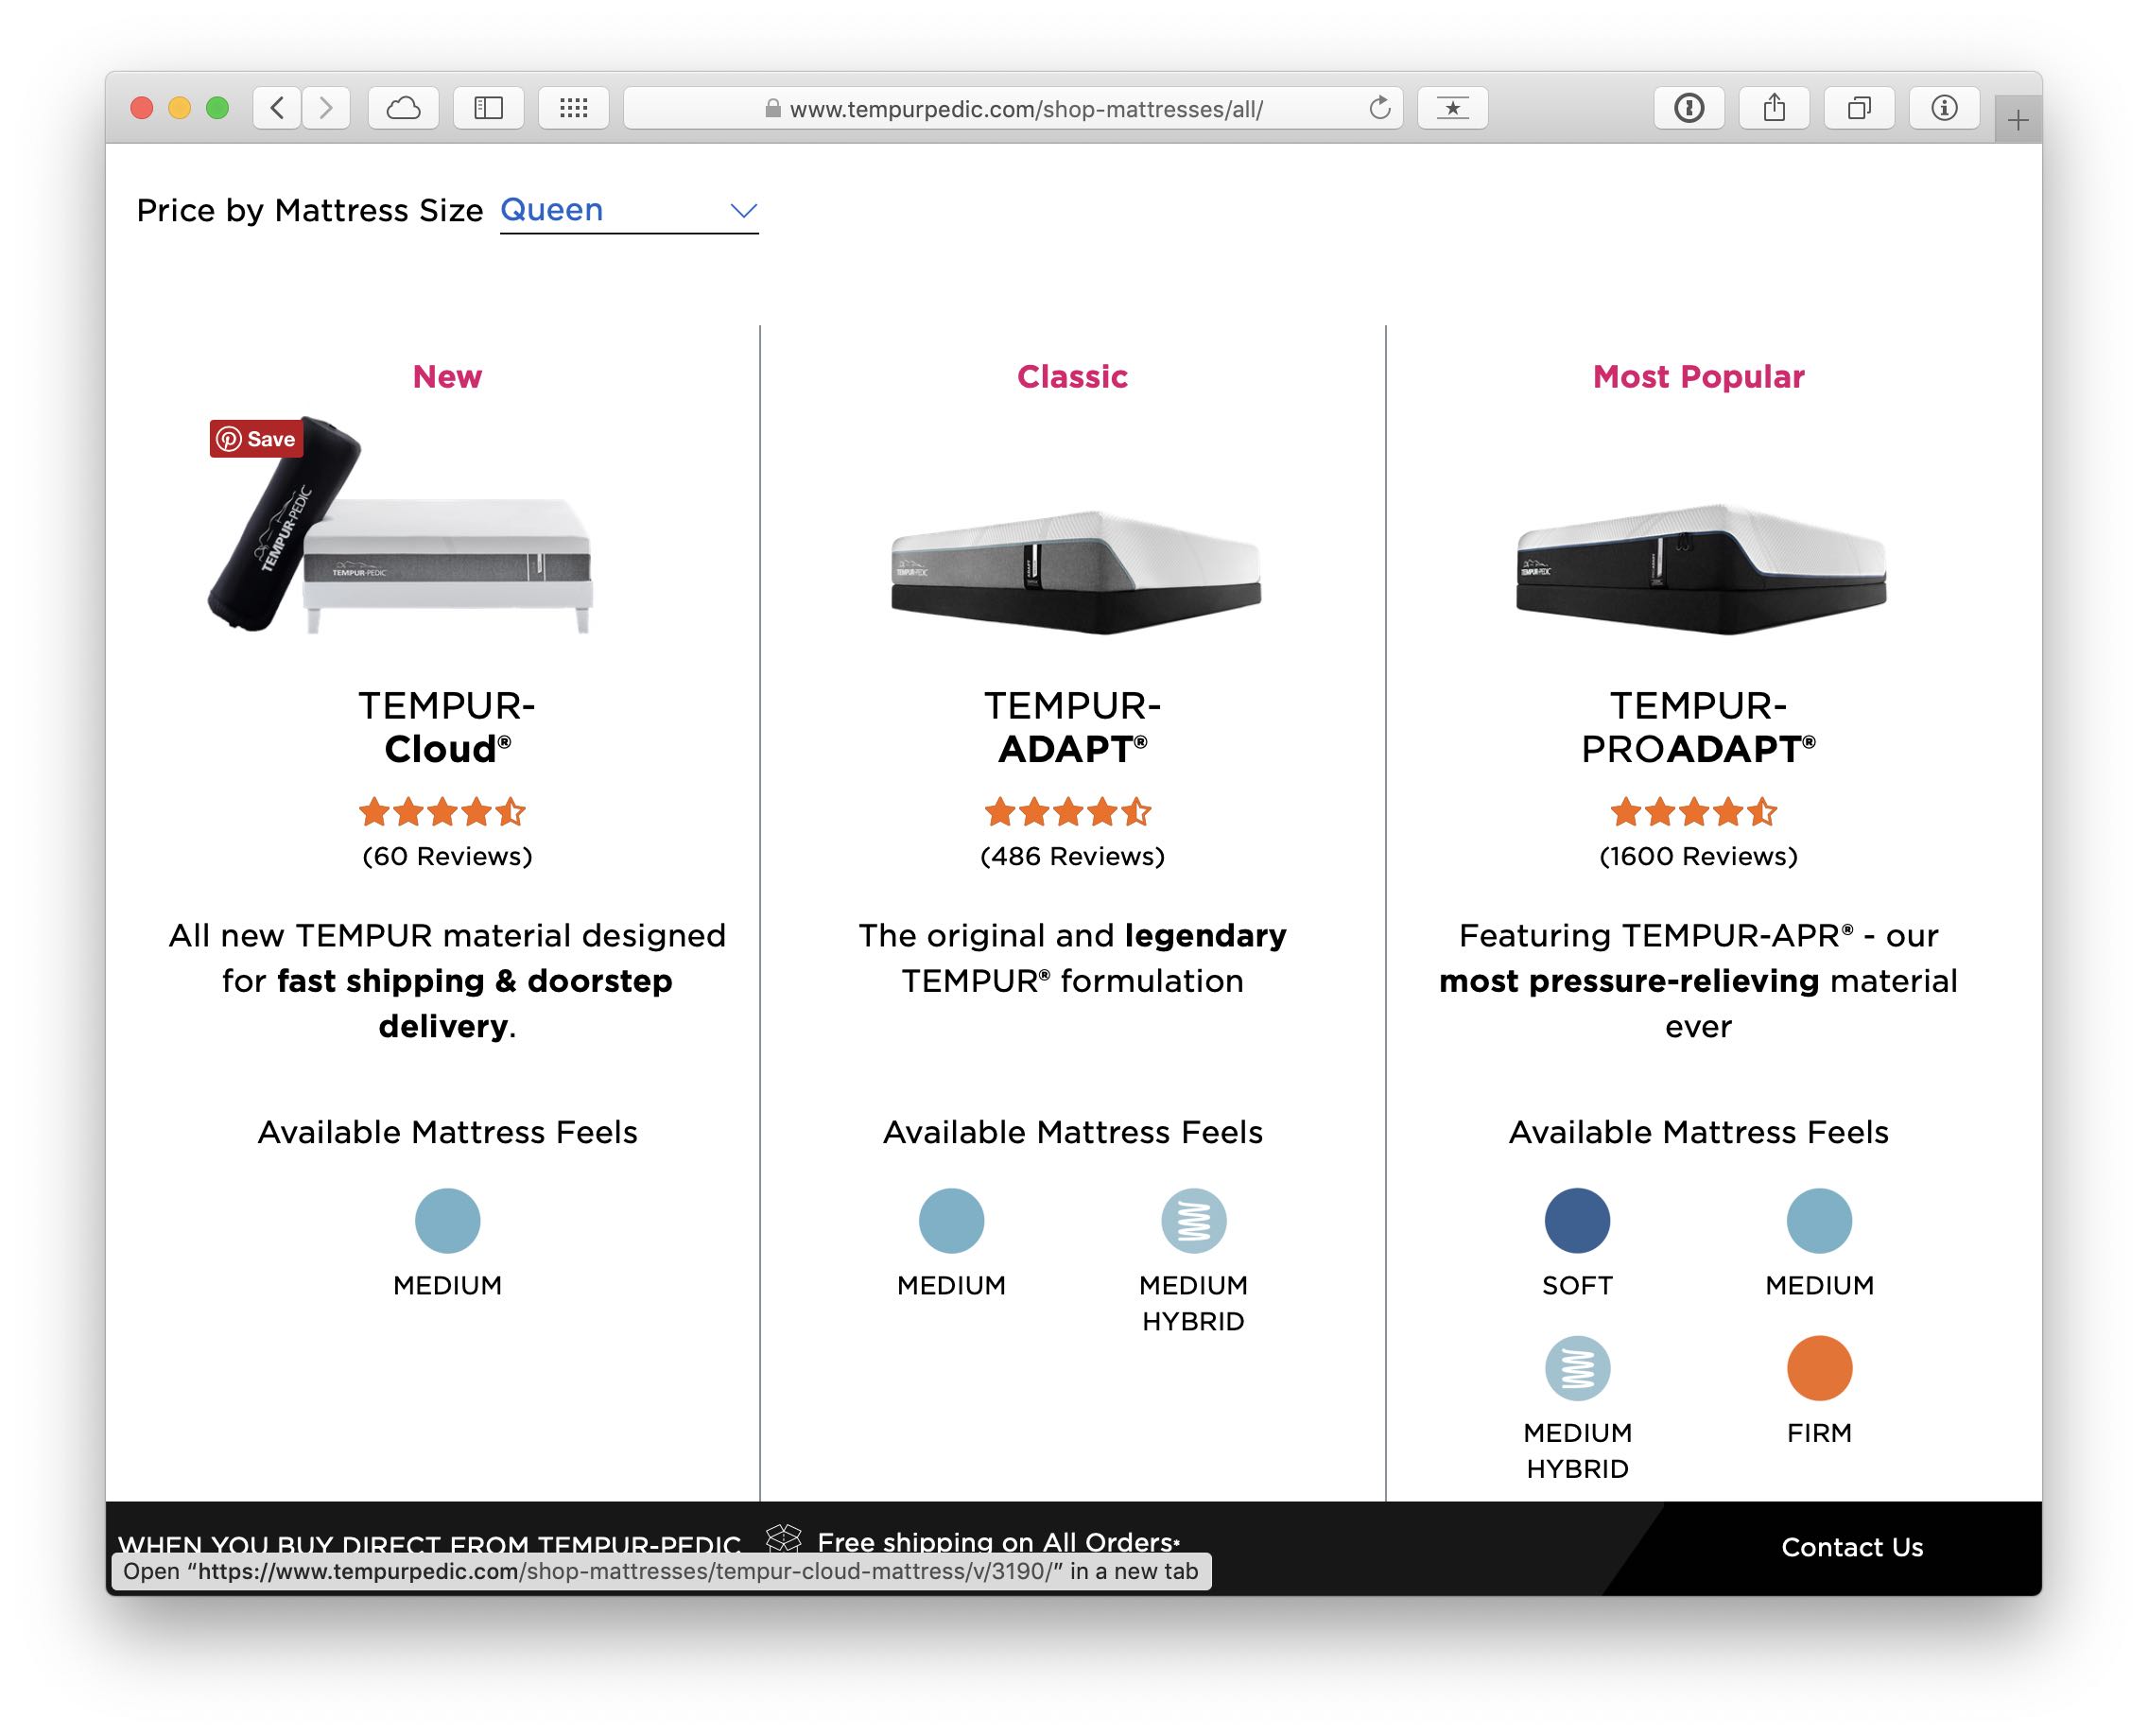 www.tempurpedic.com/shop-mattresses/all/
Price by Mattress Size Queen
New
Save
TEMPUR-PEDIC
TEMPUR-PEDIC
TEMPUR-
Cloud®
(60 Reviews)
All new TEMPUR material designed
for fast shipping & doorstep
delivery.
Available Mattress Feels
MEDIUM
Classic
TEMPUR-PEDIC
ADAPT
TEMPUR-
ADAPT®
(486 Reviews)
The original and legendary
TEMPUR® formulation
Available Mattress Feels
MEDIUM
MEDIUM
HYBRID
Most Popular
TEMPUR-PEDIC
TEMPUR-
PROADAPT®
(1600 Reviews)
Featuring TEMPUR-APR® - our
most pressure-relieving material
ever
Available Mattress Feels
SOFT
MEDIUM
MEDIUM
HYBRID
FIRM
WHEN YOU BUY DIRECT FROM TEMPUR-PEDIC
Free shipping on All Orders*
Contact Us
Open “https://www.tempurpedic.com/shop-mattresses/tempur-cloud-mattress/v/3190/” in a new tab